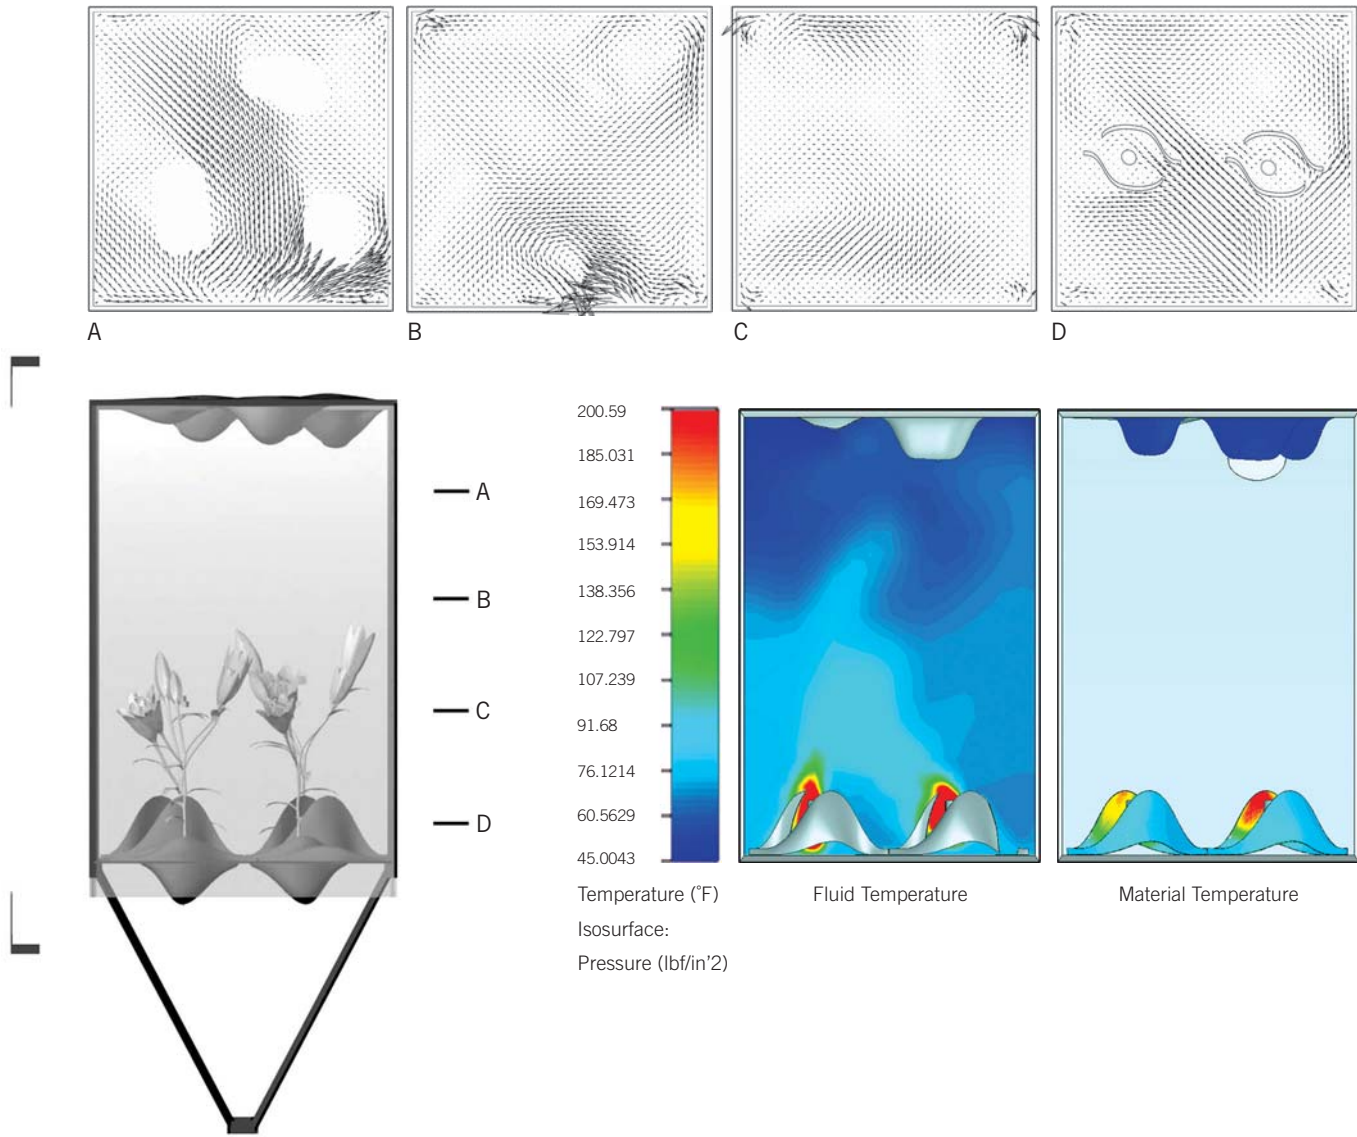 A
B
C
D
A
B
C
D
200.59
185.031
169.473
153.914
138.356
122.797
107.239
91.68
76.1214
60.5629
45.0043
Temperature (˚F)
Isosurface:
Pressure (lbf/in’2)
Fluid Temperature
Material Temperature